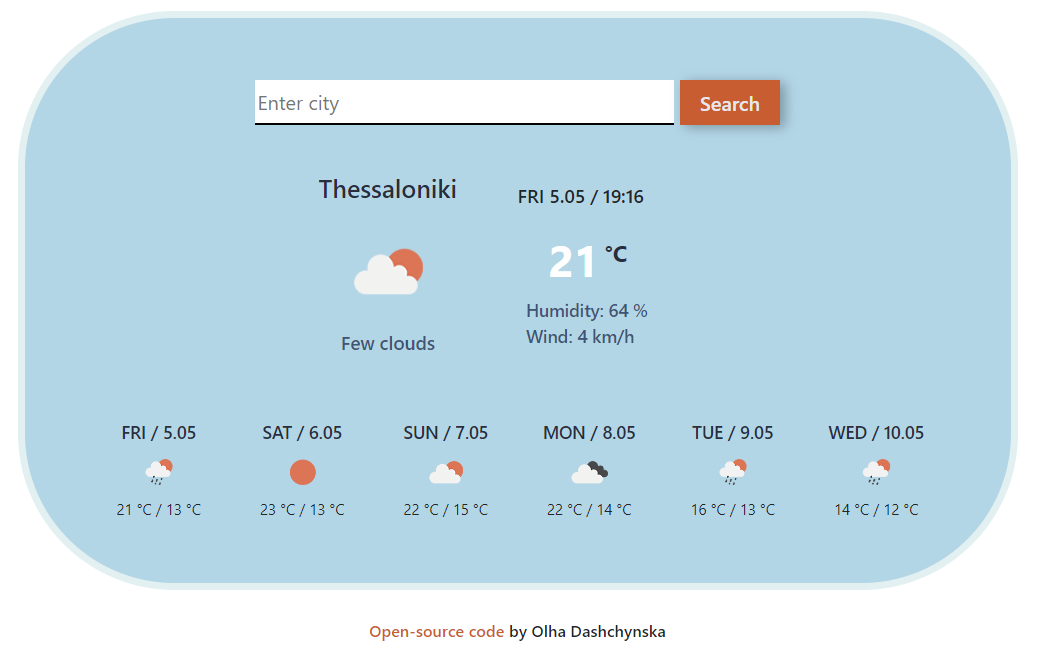 Enter city
Search
Thessaloniki
FRI 5.05 / 19:16
21 °C
Humidity: 64 %
Wind: 4 km/h
Few clouds
FRI / 5.05
SAT / 6.05
SUN / 7.05
MON / 8.05
TUE / 9.05
WED / 10.05
21 °C / 13 °C
23 °C / 13 °C
22 °C / 15 °C
22 °C / 14 °C
16 °C / 13 °C
14 °C / 12 °C
Open-source code by Olha Dashchynska